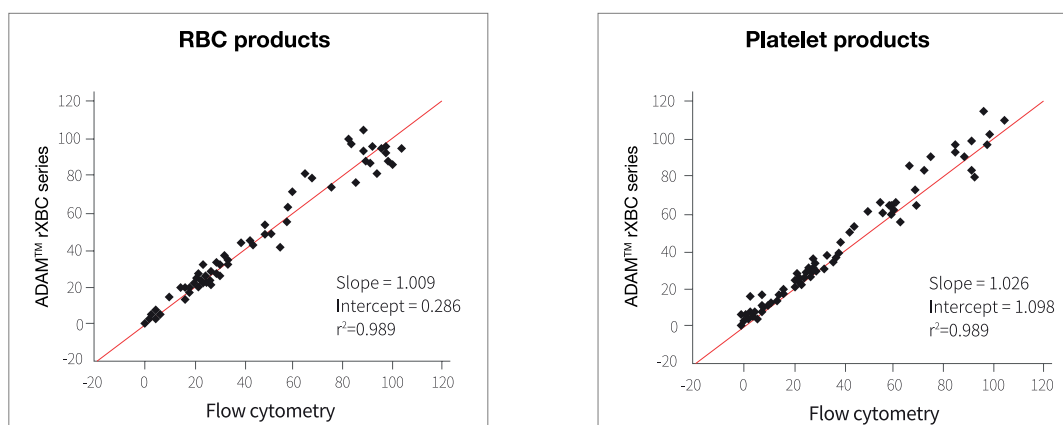 RBC products
ADAM™ rXBC series
120
100
80
60
40
20
0
-20
-20 0 20 40 60 80 100 120
Flow cytometry
Slope = 1.009
Intercept = 0.286
r²=0.989
Platelet products
ADAM™ rXBC series
120
100
80
60
40
20
0
-20
-20 0 20 40 60 80 100 120
Flow cytometry
Slope = 1.026
Intercept = 1.098
r²=0.989